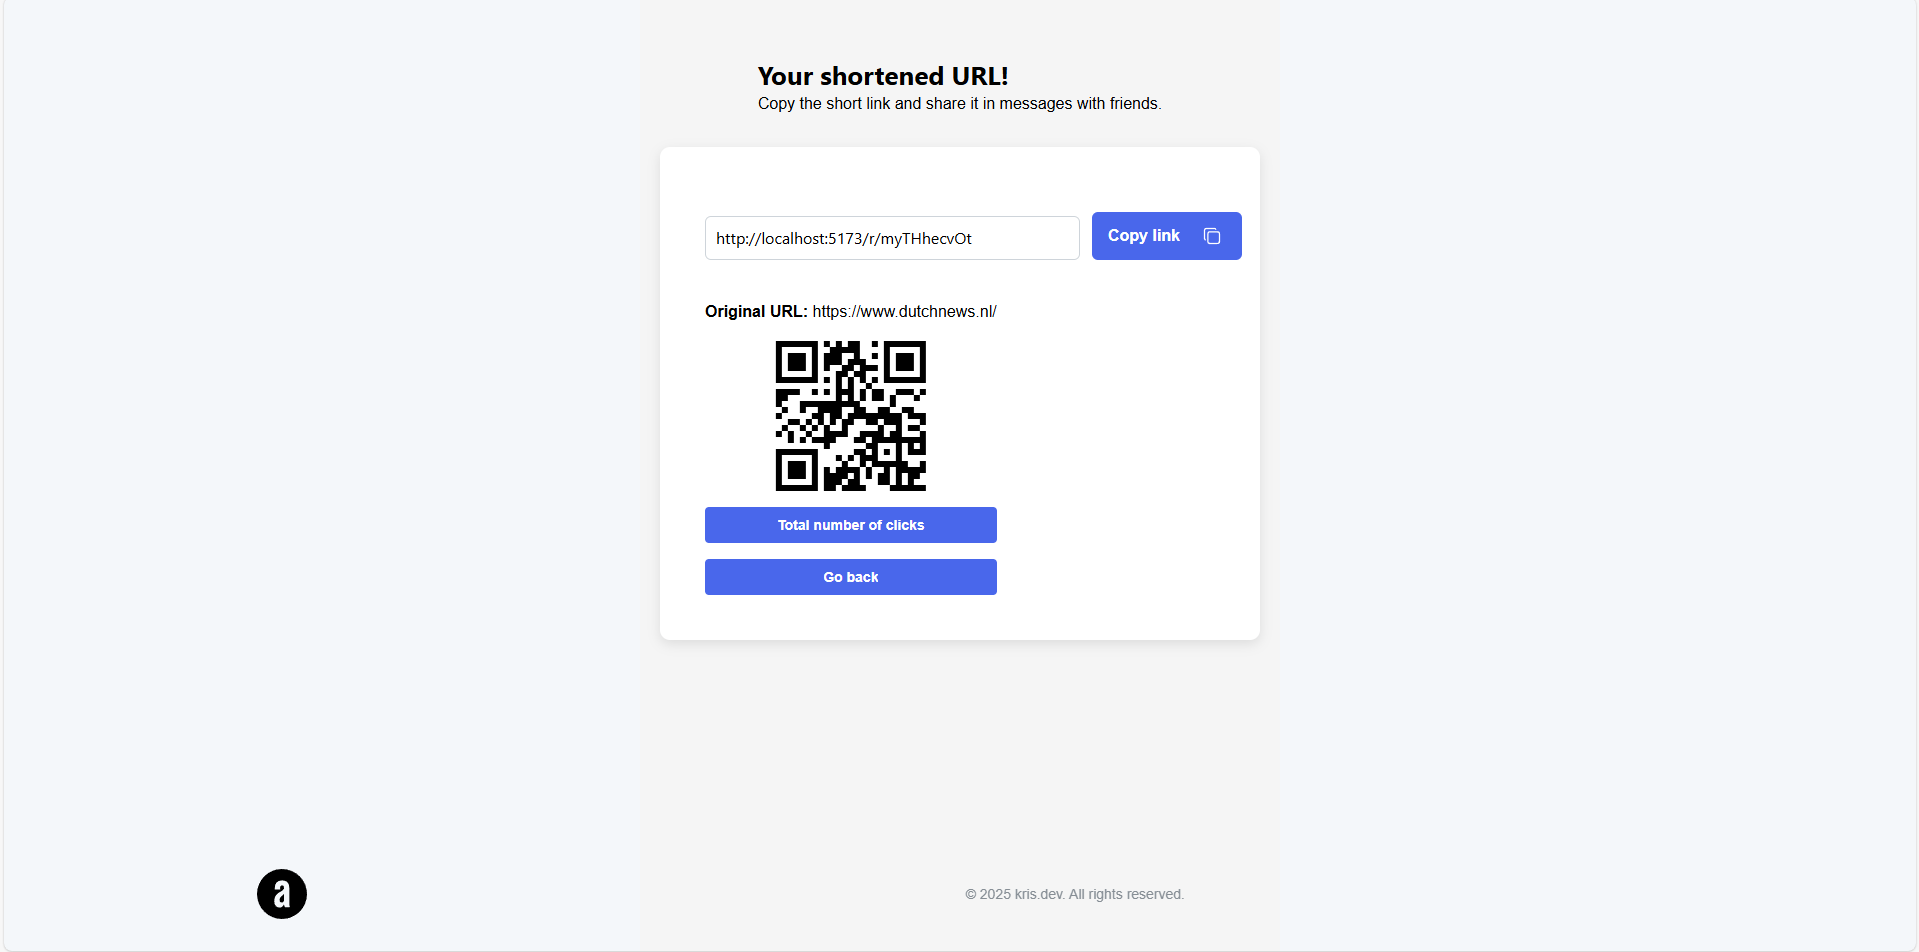 Your shortened URL!
Copy the short link and share it in messages with friends.
http://localhost:5173/r/myTHhecvOt
Copy link
Original URL: https://www.dutchnews.nl/
Total number of clicks
Go back
a
© 2025 kris.dev. All rights reserved.